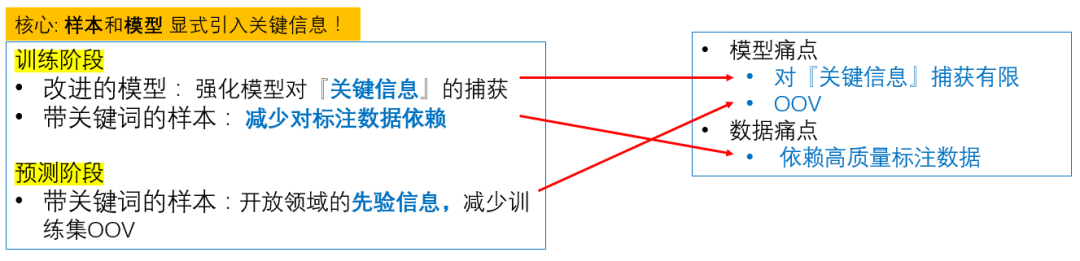 核心: 样本和模型 显式引入关键信息！
训练阶段
• 改进的模型：强化模型对『关键信息』的捕获
• 带关键词的样本：减少对标注数据依赖
预测阶段
• 带关键词的样本：开放领域的先验信息，减少训
练集OOV
• 模型痛点
• 对『关键信息』捕获有限
• OOV
• 数据痛点
• 依赖高质量标注数据